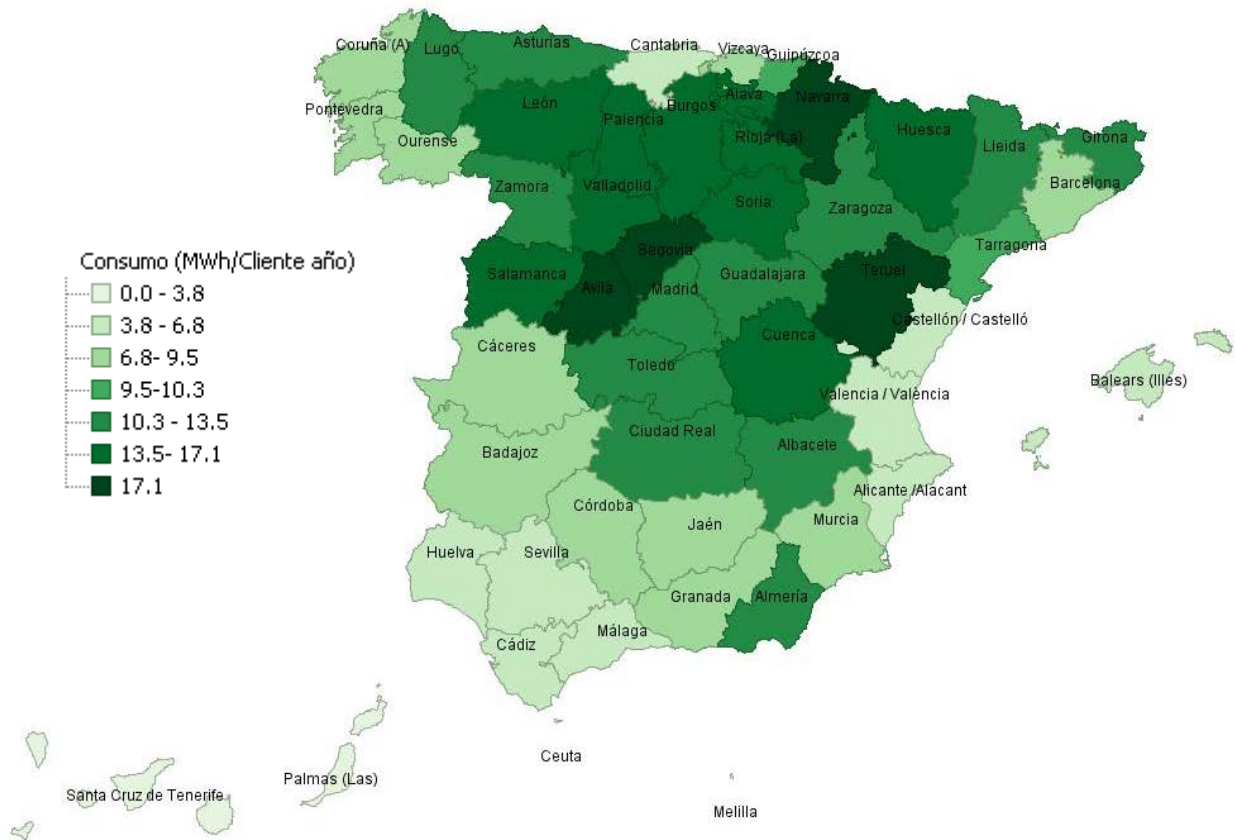 Coruña (A)
Lugo
Asturias
Cantabria
Vizcaya
Guipúzcoa
Pontevedra
Ourense
León
Palencia
Burgos
Álava
Navarra
Rioja (La)
Huesca
Lleida
Girona
Barcelona
Zamora
Valladolid
Soria
Zaragoza
Tarragona
Consumo (MWh/Cliente año)
0.0 - 3.8
3.8 - 6.8
6.8- 9.5
9.5-10.3
10.3 - 13.5
13.5- 17.1
17.1
Salamanca
Segovia
Ávila
Madrid
Guadalajara
Teruel
Castellón / Castelló
Cáceres
Toledo
Cuenca
Valencia / València
Balears (Illes)
Badajoz
Ciudad Real
Albacete
Alicante /Alacant
Córdoba
Jaén
Murcia
Huelva
Sevilla
Granada
Almería
Cádiz
Málaga
Ceuta
Melilla
Palmas (Las)
Santa Cruz de Tenerife